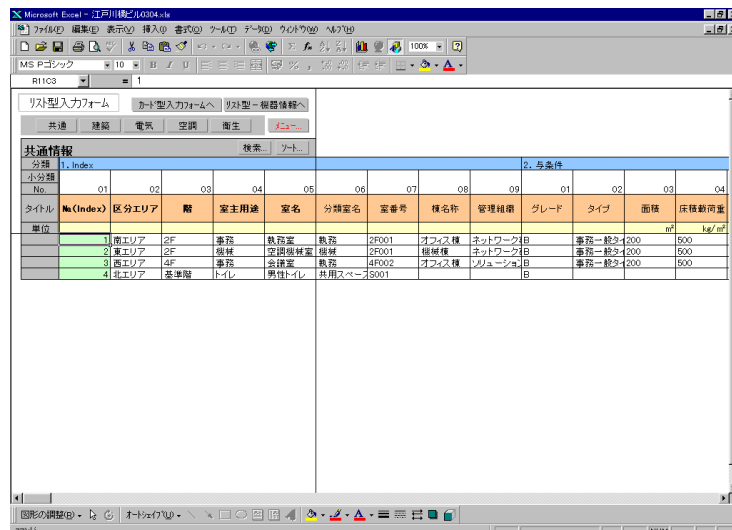 Microsoft Excel - 江戸川橋ビル0304.xls
ファイル(F) 編集(E) 表示(V) 挿入(I) 書式(O) ツール(T) データ(D) ウィンドウ(W) ヘルプ(H)
100%
MS Pゴシック 10 B I U
R11C3 = 1
リスト型入力フォーム カード型入力フォームへ リスト型－機器情報へ
共通 建築 電気 空調 衛生 メニュー...
共通情報 検索... ソート...
分類 1. Index 2. 与条件
小分類
No. 01 02 03 04 05 06 07 08 09 01 02 03 04
タイトル №(Index) 区分エリア 階 室主用途 室名 分類室名 室番号 棟名称 管理組織 グレード タイプ 面積 床積載荷重
単位 m² kg/m²
1 南エリア 2F 事務 執務室 執務 2F001 オフィス棟 ネットワーク B 事務一般タイ 200 500
2 東エリア 2F 機械 空調機械室 機械 2F001 機械棟 ネットワーク B 事務一般タイ 200 500
3 西エリア 4F 事務 会議室 執務 4F002 オフィス棟 ソリューション B 事務一般タイ 200 500
4 北エリア 基準階 トイレ 男性トイレ 共用スペース S001 B
図形の調整(R) オートシェイプ(U)